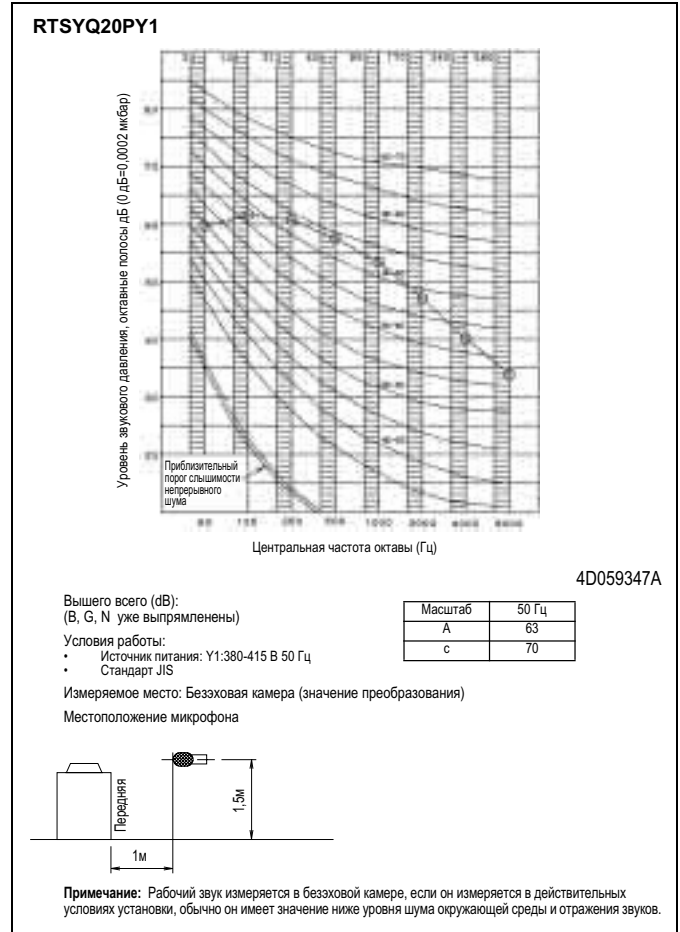 RTSYQ20PY1
Уровень звукового давления, октавные полосы дБ (0 дБ=0,0002 мкбар)
Приблизительный
порог слышимости
непрерывного
шума
1000
Центральная частота октавы (Гц)
4D059347A
Вышего всего (dB):
(B, G, N уже выпрямленены)
Масштаб 50 Гц
A 63
c 70
Условия работы:
• Источник питания: Y1:380-415 В 50 Гц
• Стандарт JIS
Измеряемое место: Безэховая камера (значение преобразования)
Местоположение микрофона
Передняя
1,5м
1м
Примечание: Рабочий звук измеряется в безэховой камере, если он измеряется в действительных
условиях установки, обычно он имеет значение ниже уровня шума окружающей среды и отражения звуков.